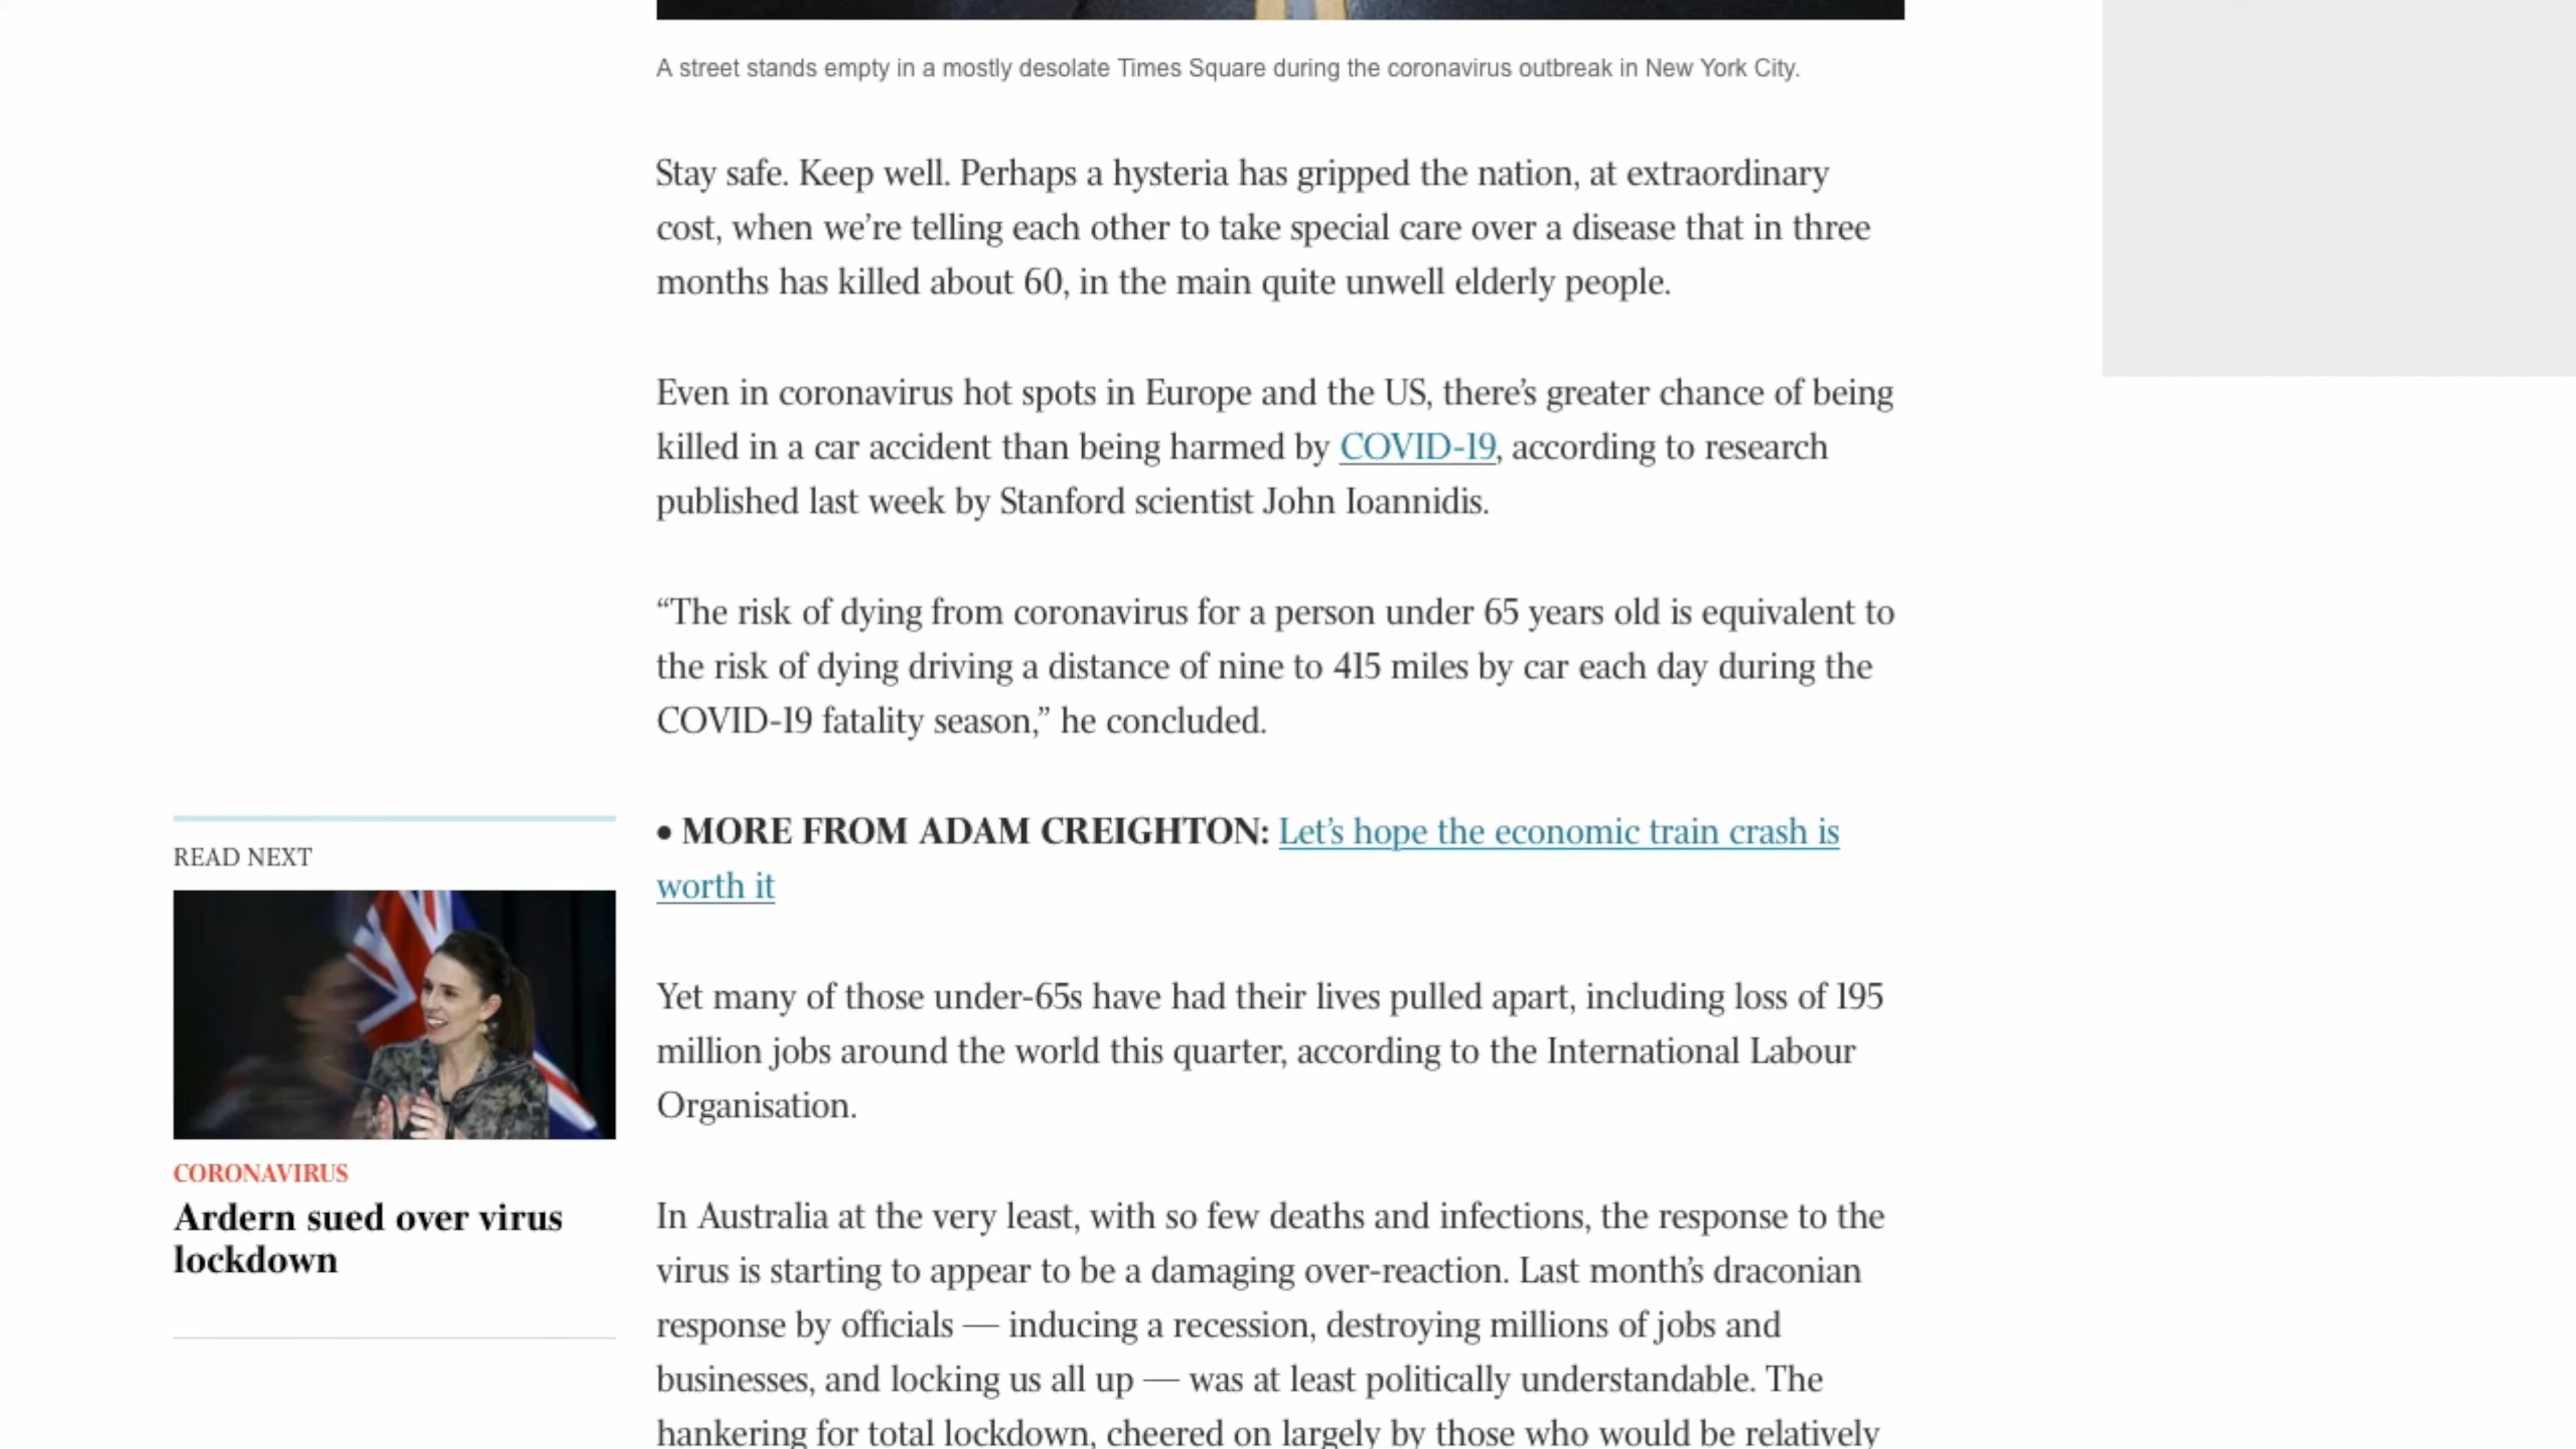 A street stands empty in a mostly desolate Times Square during the coronavirus outbreak in New York City.
Stay safe. Keep well. Perhaps a hysteria has gripped the nation, at extraordinary
cost, when we’re telling each other to take special care over a disease that in three
months has killed about 60, in the main quite unwell elderly people.
Even in coronavirus hot spots in Europe and the US, there’s greater chance of being
killed in a car accident than being harmed by COVID-19, according to research
published last week by Stanford scientist John Ioannidis.
“The risk of dying from coronavirus for a person under 65 years old is equivalent to
the risk of dying driving a distance of nine to 415 miles by car each day during the
COVID-19 fatality season,” he concluded.
• MORE FROM ADAM CREIGHTON: Let’s hope the economic train crash is
worth it
Yet many of those under-65s have had their lives pulled apart, including loss of 195
million jobs around the world this quarter, according to the International Labour
Organisation.
In Australia at the very least, with so few deaths and infections, the response to the
virus is starting to appear to be a damaging over-reaction. Last month’s draconian
response by officials — inducing a recession, destroying millions of jobs and
businesses, and locking us all up — was at least politically understandable. The
hankering for total lockdown, cheered on largely by those who would be relatively
READ NEXT
CORONAVIRUS
Ardern sued over virus
lockdown